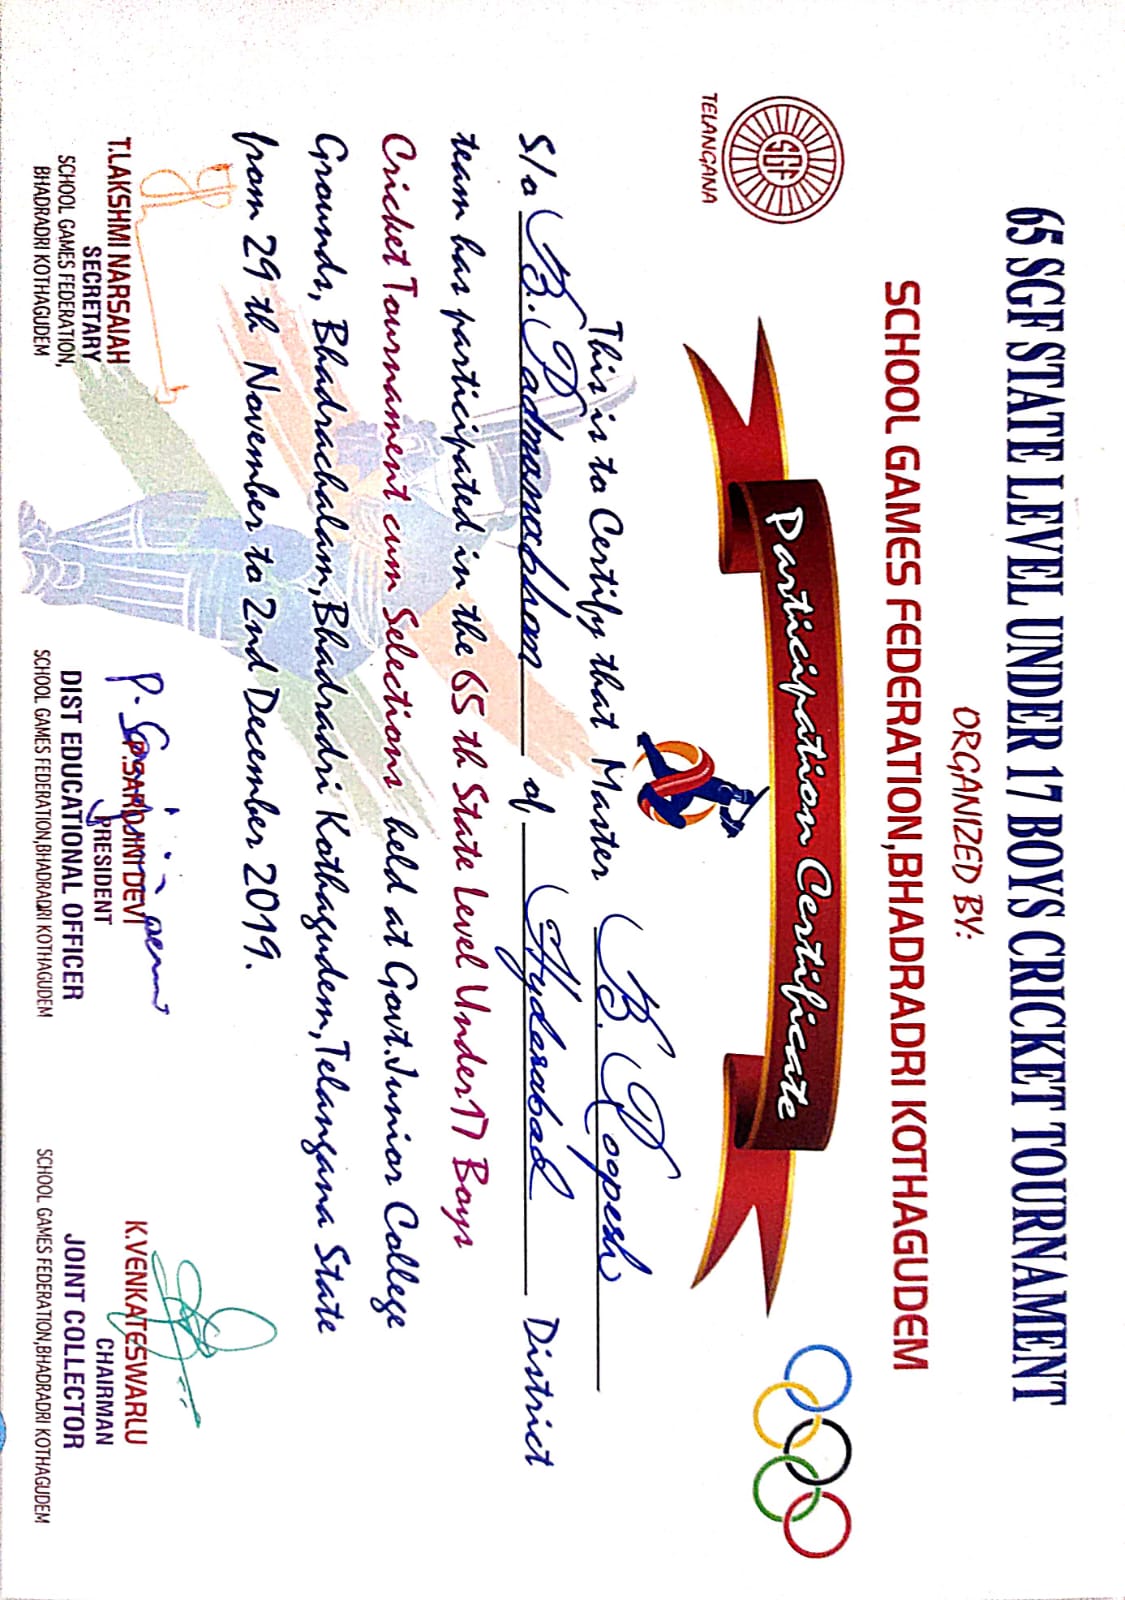 65 SGF STATE LEVEL UNDER 17 BOYS CRICKET TOURNAMENT
ORGANIZED BY:
SCHOOL GAMES FEDERATION,BHADRADRI KOTHAGUDEM
Participation Certificate
SGF
TELANGANA
This is to Certify that Master B. Roopesh
S/o B. Padmanabhan of Hyderabad District
team has participated in the 65 th State Level Under17 Boys
Cricket Tournament cum Selections held at Govt.Junior College
Grounds, Bhadrachalam,Bhadradri Kothagudem,Telangana State
from 29 th November to 2nd December 2019.
T.LAKSHMI NARSAIAH
SECRETARY
SCHOOL GAMES FEDERATION,
BHADRADRI KOTHAGUDEM
P.SAROJINI DEVI
PRESIDENT
DIST EDUCATIONAL OFFICER
SCHOOL GAMES FEDERATION,BHADRADRI KOTHAGUDEM
K.VENKATESWARLU
CHAIRMAN
JOINT COLLECTOR
SCHOOL GAMES FEDERATION,BHADRADRI KOTHAGUDEM